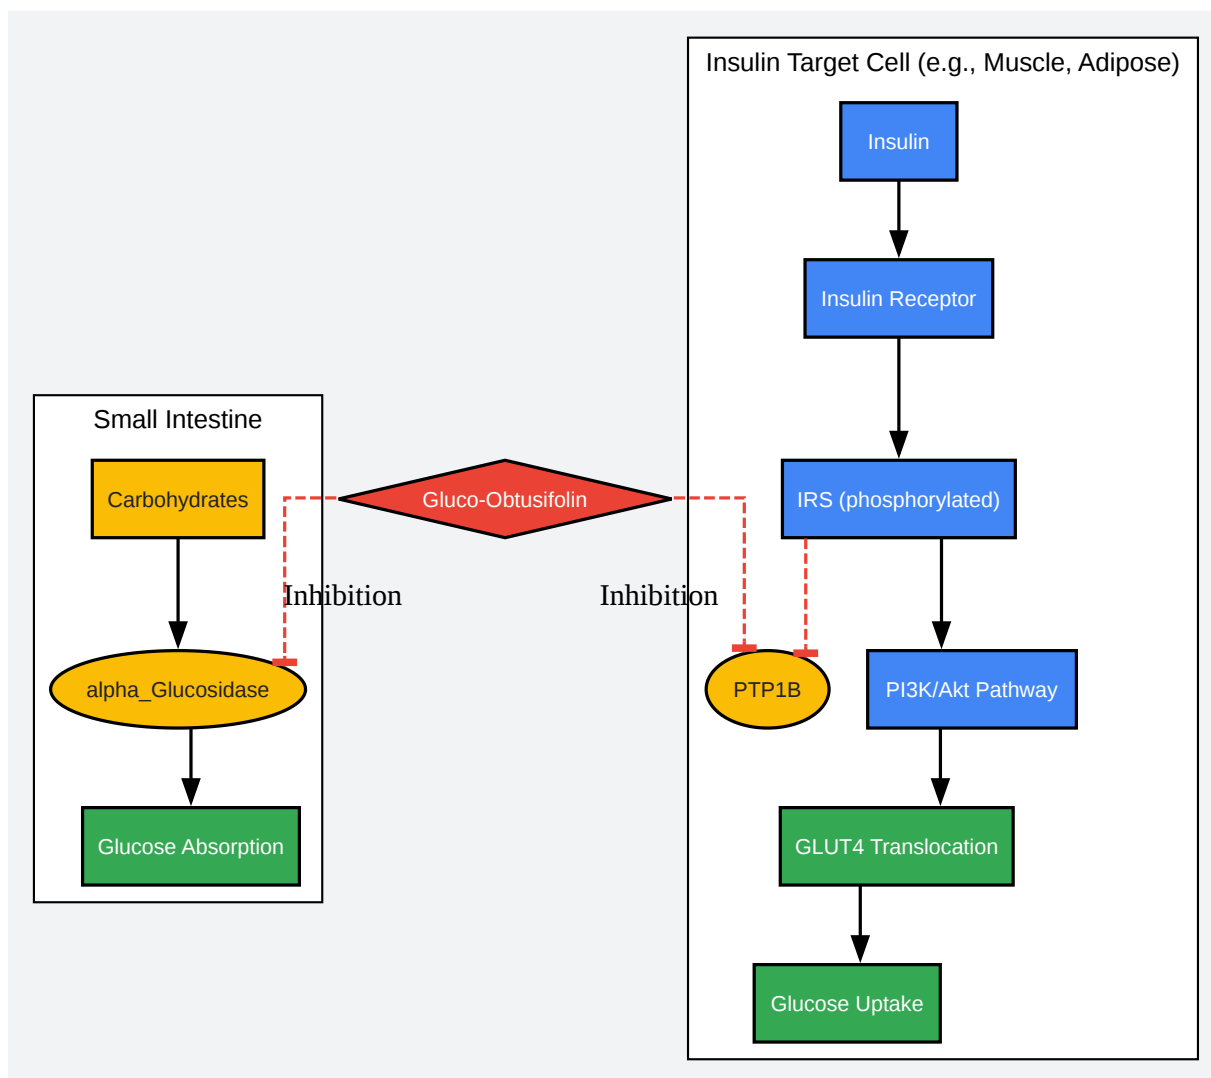 Insulin Target Cell (e.g., Muscle, Adipose)
Insulin
Insulin Receptor
Small Intestine
Carbohydrates
Gluco-Obtusifolin
IRS (phosphorylated)
Inhibition
Inhibition
alpha_Glucosidase
PTP1B
PI3K/Akt Pathway
Glucose Absorption
GLUT4 Translocation
Glucose Uptake